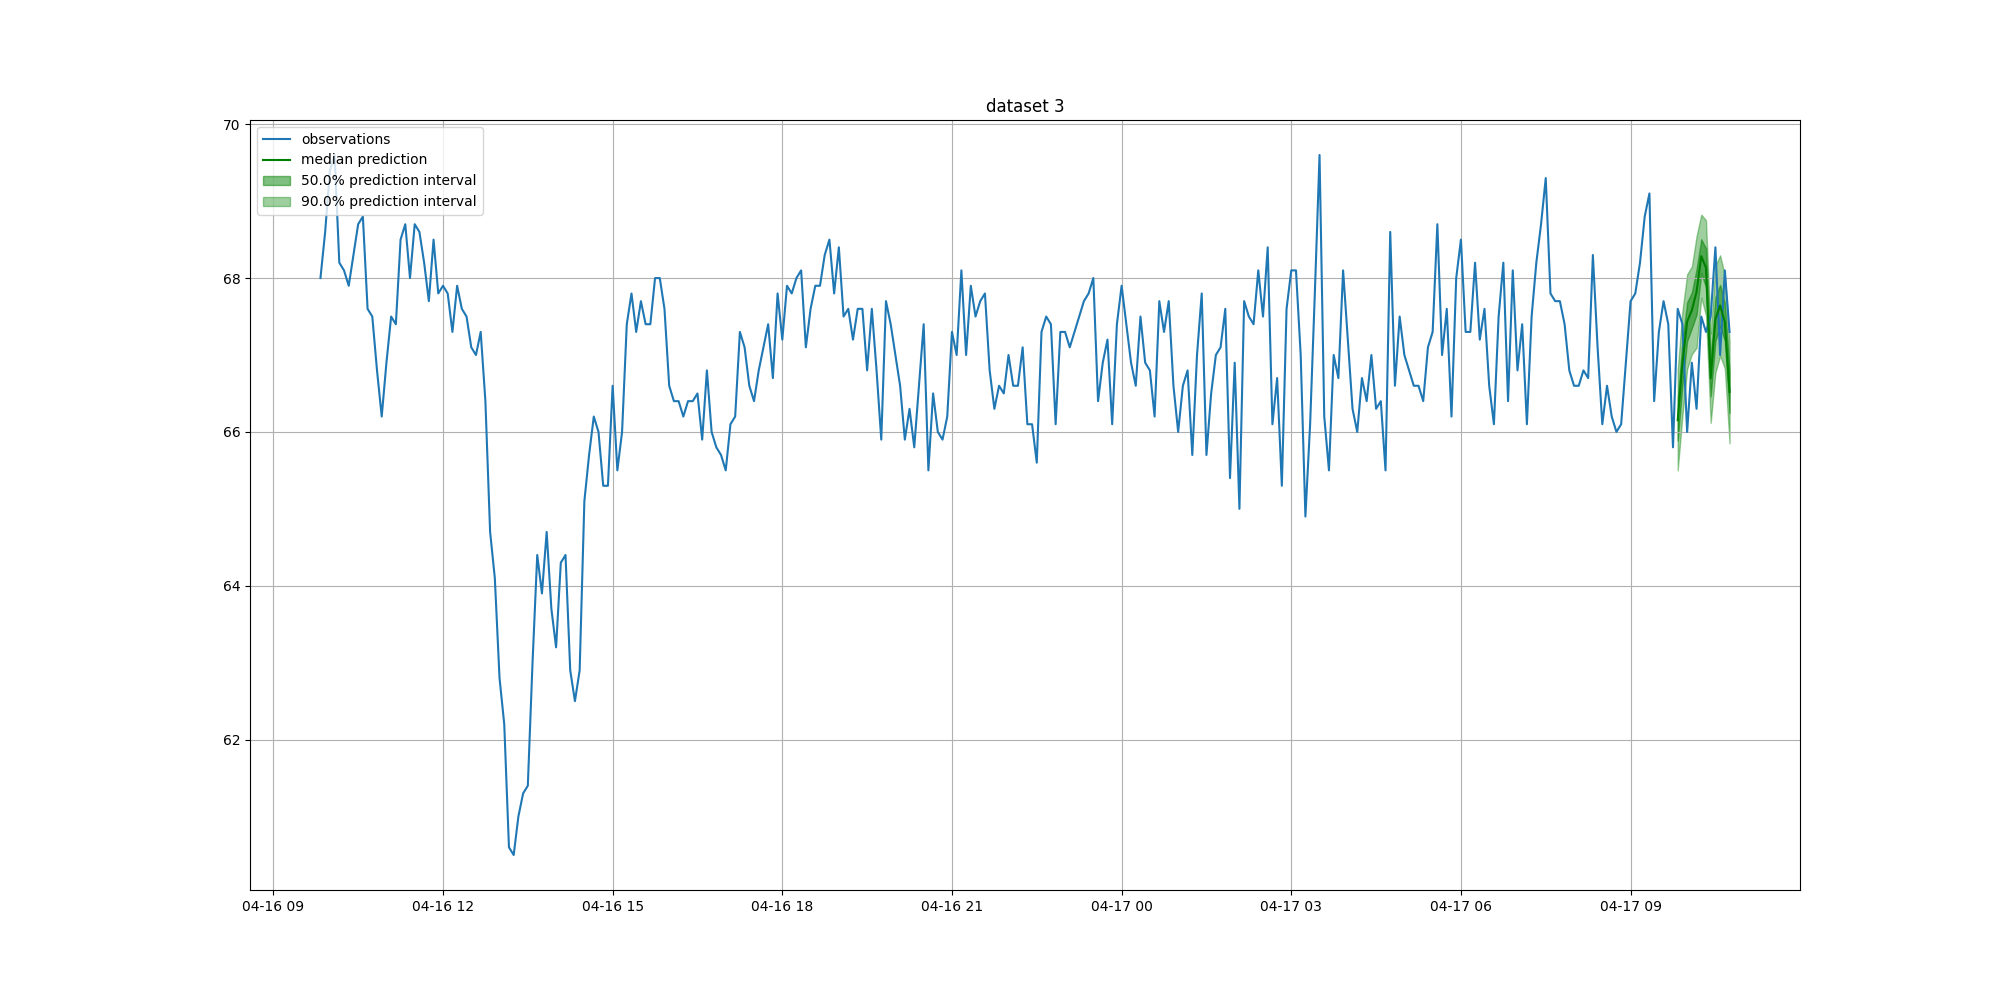 dataset 3
70
observations
median prediction
50.0% prediction interval
90.0% prediction interval
68
66
64
62
04-16 09
04-16 12
04-16 15
04-16 18
04-16 21
04-17 00
04-17 03
04-17 06
04-17 09